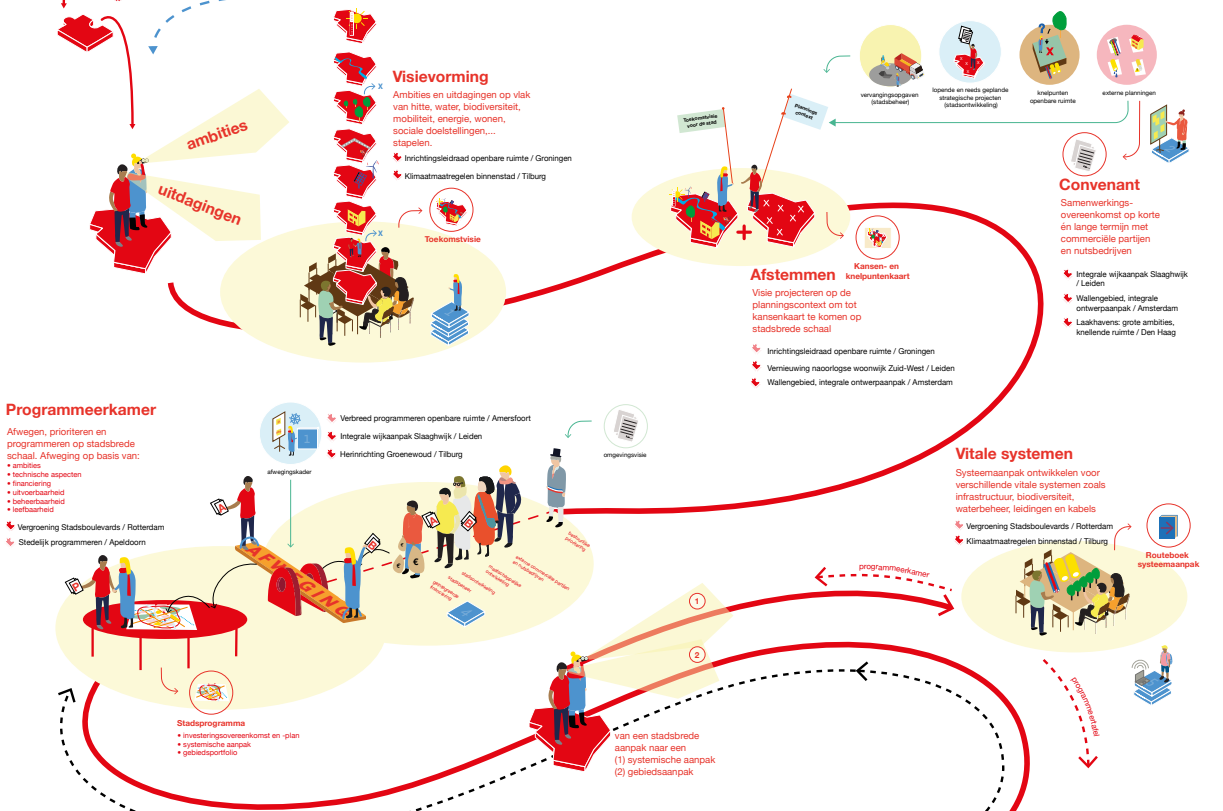 ambities
uitdagingen
Visievorming
Ambities en uitdagingen op vlak
van hitte, water, biodiversiteit,
mobiliteit, energie, wonen,
sociale doelstellingen,...
stapelen.
Inrichtingsleidraad openbare ruimte / Groningen
Klimaatmaatregelen binnenstad / Tilburg
x
x
Toekomstvisie
Toekomstvisie
voor de stad
Plannings
context
vervangingsopgaven
(stadsbeheer)
lopende en reeds geplande
strategische projecten
(stadsontwikkeling)
knelpunten
openbare ruimte
externe planningen
Convenant
Samenwerkings-
overeenkomst op korte
én lange termijn met
commerciële partijen
en nutsbedrijven
Integrale wijkaanpak Slaaghwijk
/ Leiden
Wallengebied, integrale
ontwerpaanpak / Amsterdam
Laakhavens: grote ambities,
knellende ruimte / Den Haag
Afstemmen
Kansen- en
knelpuntenkaart
Visie projecteren op de
planningscontext om tot
kansenkaart te komen op
stadsbrede schaal
Inrichtingsleidraad openbare ruimte / Groningen
Vernieuwing naoorlogse woonwijk Zuid-West / Leiden
Wallengebied, integrale ontwerpaanpak / Amsterdam
Programmeerkamer
Afwegen, prioriteren en
programmeren op stadsbrede
schaal. Afweging op basis van:
• ambities
• technische aspecten
• financiering
• uitvoerbaarheid
• beheerbaarheid
• leefbaarheid
Vergroening Stadsboulevards / Rotterdam
Stedelijk programmeren / Apeldoorn
afwegingskader
Verbreed programmeren openbare ruimte / Amersfoort
Integrale wijkaanpak Slaaghwijk / Leiden
Herinrichting Groenewoud / Tilburg
omgevingsvisie
A
B
A
B
P
AFWEGING
Stadsprogramma
• investeringsovereenkomst en -plan
• systemische aanpak
• gebiedsportfolio
1
2
van een stadsbrede
aanpak naar een
(1) systemische aanpak
(2) gebiedsaanpak
Vitale systemen
Systeemaanpak ontwikkelen voor
verschillende vitale systemen zoals
infrastructuur, biodiversiteit,
waterbeheer, leidingen en kabels
Vergroening Stadsboulevards / Rotterdam
Klimaatmaatregelen binnenstad / Tilburg
Routeboek
systeemaanpak
programmeerkamer
programmeertafel